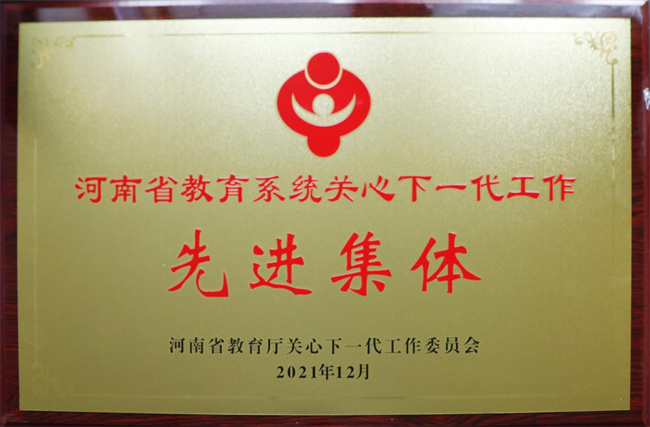 河南省教育系统关心下一代工作
先进集体
河南省教育厅关心下一代工作委员会
2021年12月